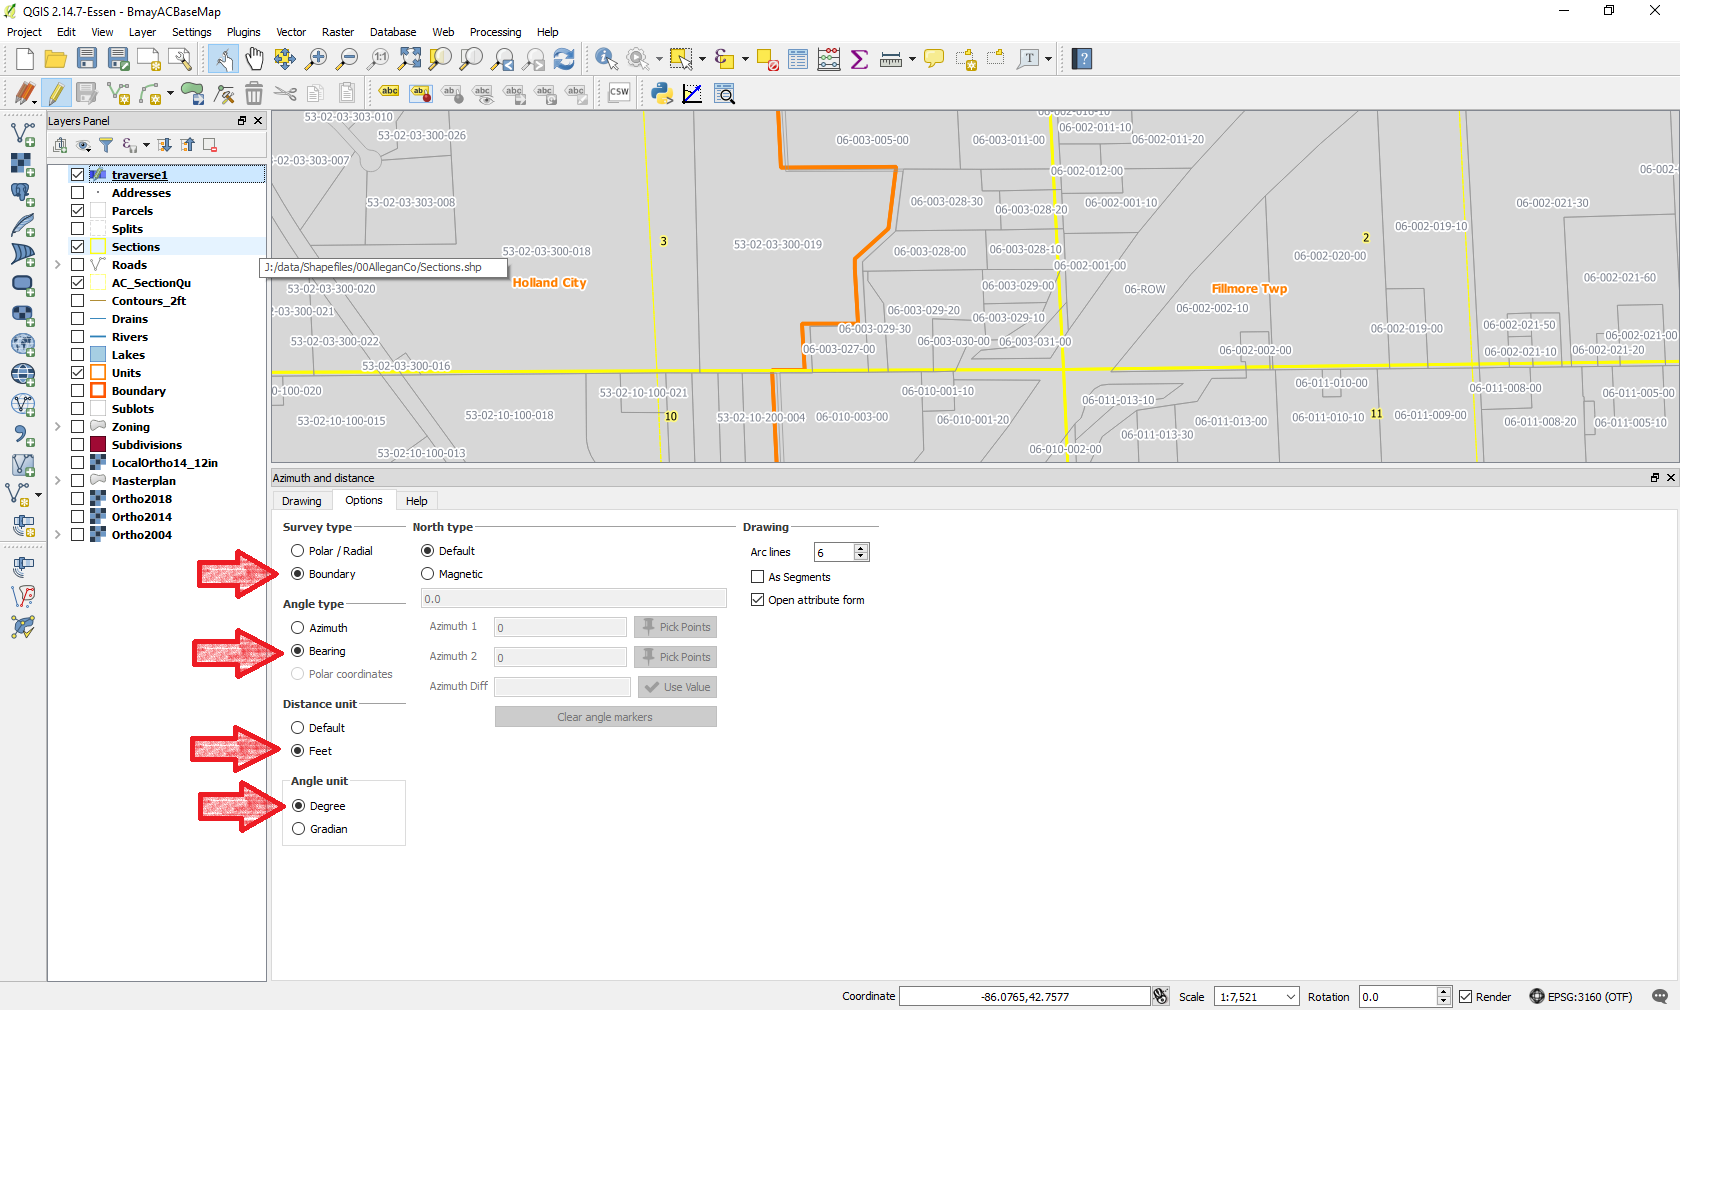 QGIS 2.14.7-Essen - BmayACBaseMap
Project Edit View Layer Settings Plugins Vector Raster Database Web Processing Help
CSW
Layers Panel
traverse1
Addresses
Parcels
Splits
Sections
Roads
AC_SectionQu
Contours_2ft
Drains
Rivers
Lakes
Units
Boundary
Sublots
Zoning
Subdivisions
LocalOrtho14_12in
Masterplan
Ortho2018
Ortho2014
Ortho2004
J:/data/Shapefiles/00AlleganCo/Sections.shp
53-02-03-303-010
53-02-03-300-026
-02-03-303-007
53-02-03-303-008
53-02-03-300-018
53-02-03-300-019
53-02-03-300-020
-03-300-021
53-02-03-300-022
53-02-03-300-016
3
Holland City
06-003-005-00
06-003-011-00
06-002-011-10
06-002-011-20
06-002-012-00
06-002-
06-003-028-30
06-003-028-20
06-002-001-10
06-002-021-30
06-002-019-10
2
06-003-028-00
06-003-028-10
06-002-020-00
06-002-001-00
06-003-029-00
06-ROW
Fillmore Twp
06-002-021-60
06-003-029-20
06-003-029-10
06-002-002-10
06-003-029-30
06-003-027-00
06-003-030-00
06-003-031-00
06-002-002-00
06-002-019-00
06-002-021-50
06-002-021-00
06-002-021-10
06-002-021-20
0-100-020
53-02-10-100-021
53-02-10-100-015
53-02-10-100-018
10
53-02-10-200-004
06-010-003-00
06-010-001-10
06-010-001-20
53-02-10-100-013
06-010-002-00
06-011-013-10
06-011-013-30
06-011-013-00
06-011-010-00
06-011-010-10
11
06-011-009-00
06-011-008-00
06-011-008-20
06-011-005-00
06-011-005-10
Azimuth and distance
Drawing Options Help
Survey type
Polar / Radial
Boundary
Angle type
Azimuth
Bearing
Polar coordinates
Distance unit
Default
Feet
Angle unit
Degree
Gradian
North type
Default
Magnetic
0.0
Azimuth 1 0 Pick Points
Azimuth 2 0 Pick Points
Azimuth Diff Use Value
Clear angle markers
Drawing
Arc lines 6
As Segments
Open attribute form
Coordinate -86.0765,42.7577 Scale 1:7,521 Rotation 0.0 Render EPSG:3160 (OTF)